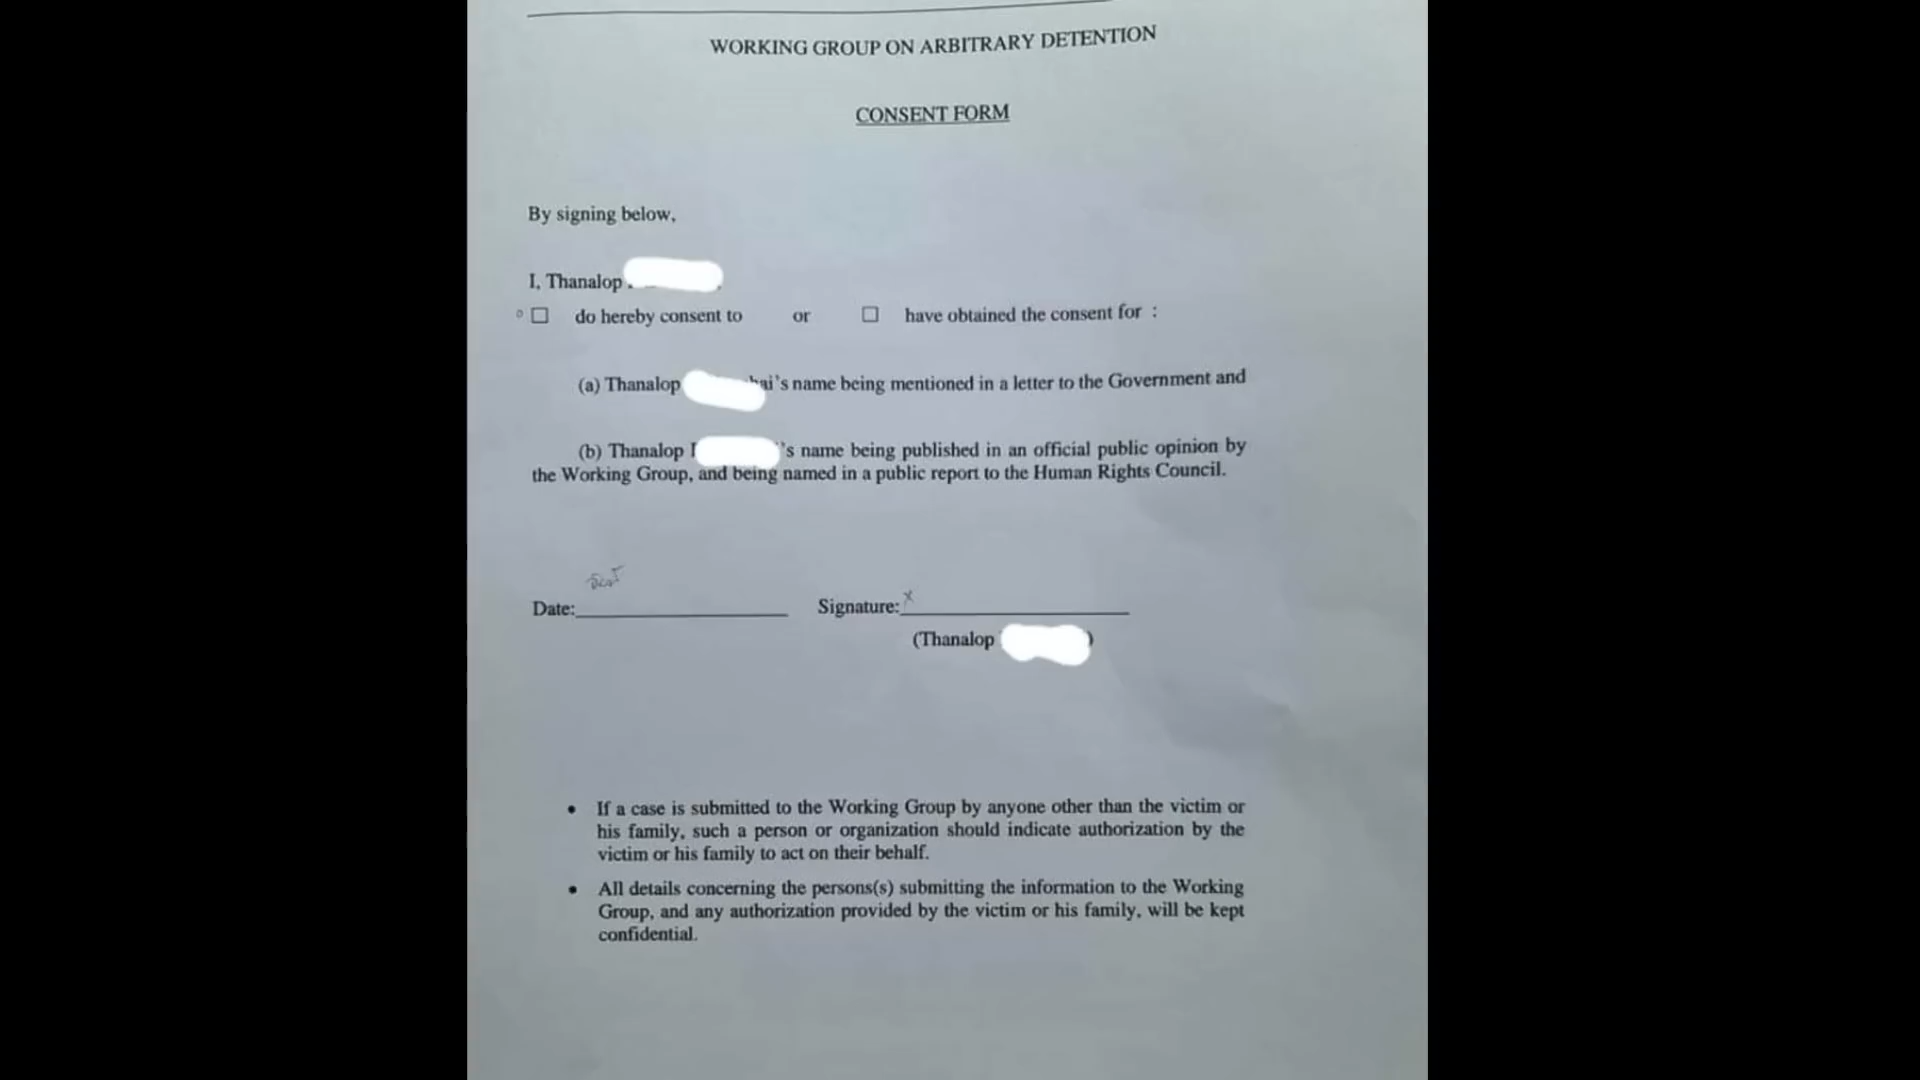 WORKING GROUP ON ARBITRARY DETENTION
CONSENT FORM
By signing below,
I, Thanalop
☐ do hereby consent to or ☐ have obtained the consent for :
(a) Thanalop 's name being mentioned in a letter to the Government and
(b) Thanalop 's name being published in an official public opinion by
the Working Group, and being named in a public report to the Human Rights Council.
Date: Signature: x
(Thanalop )
• If a case is submitted to the Working Group by anyone other than the victim or
his family, such a person or organization should indicate authorization by the
victim or his family to act on their behalf.
• All details concerning the persons(s) submitting the information to the Working
Group, and any authorization provided by the victim or his family, will be kept
confidential.